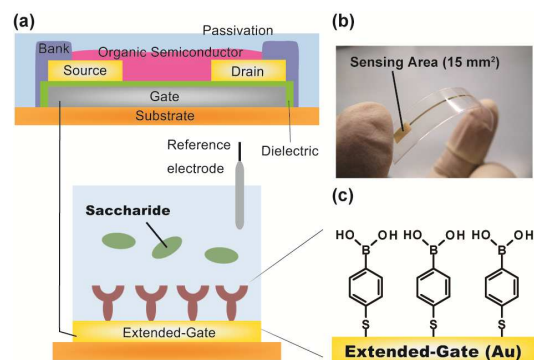 (a)
Passivation
Bank
Organic Semiconductor
Source
Drain
Gate
Substrate
Dielectric
Reference
electrode
Saccharide
Extended-Gate
(b)
Sensing Area (15 mm²)
(c)
HO OH HO OH HO OH
B B B
S S S
Extended-Gate (Au)